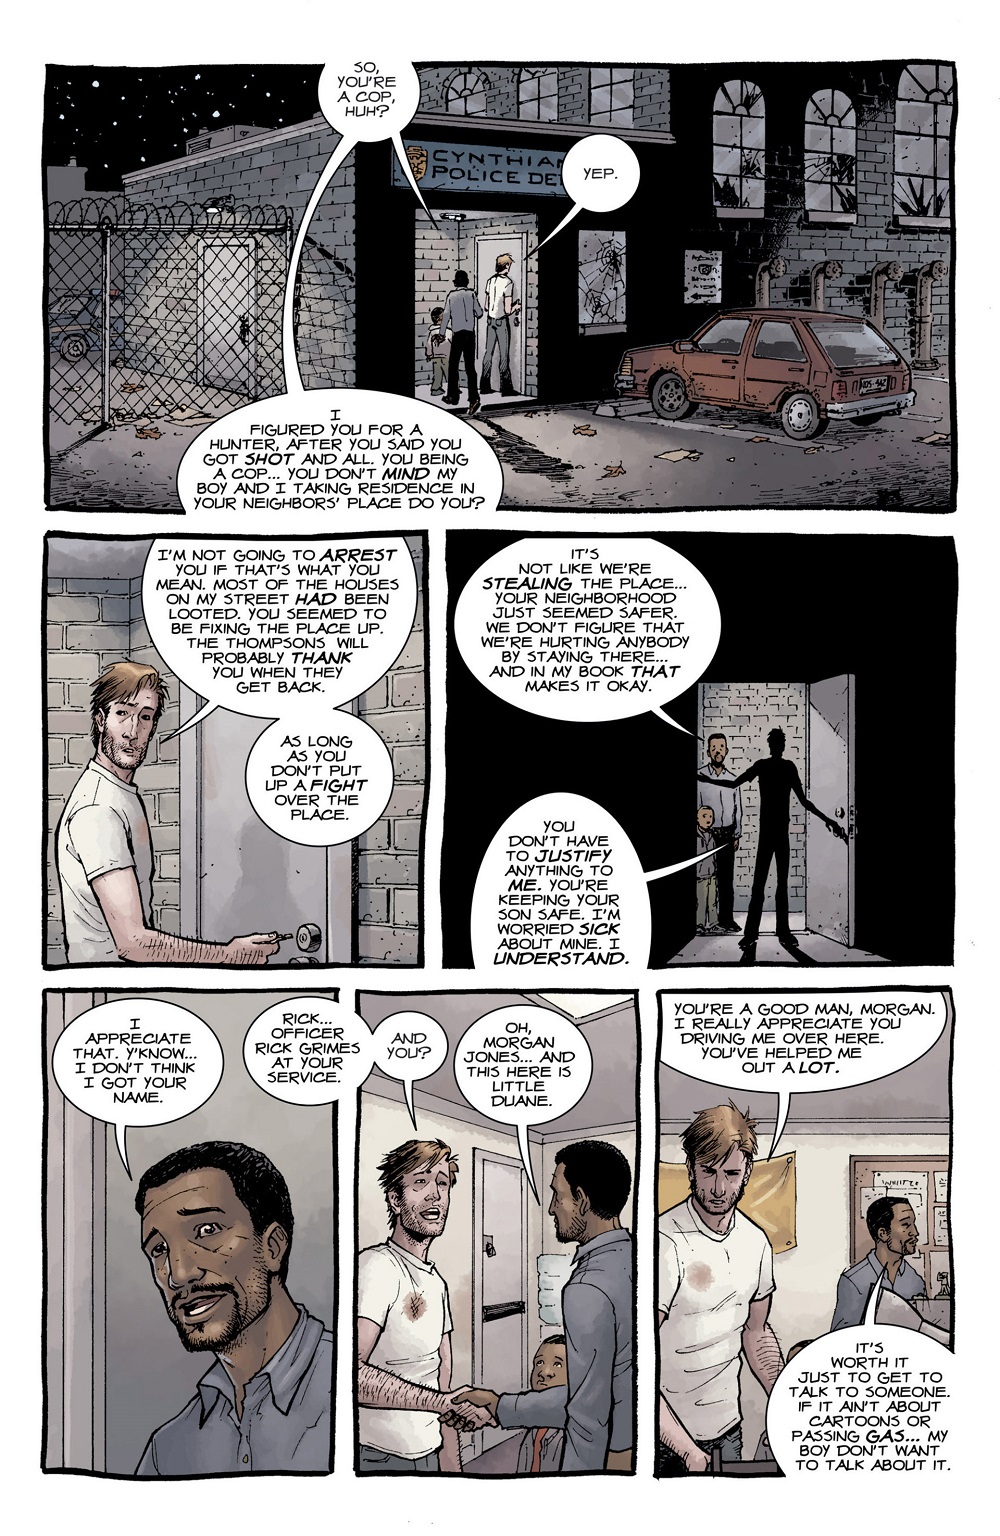 SO,
YOU'RE
A COP,
HUH?
YEP.
CYNTHIAN
POLICE DE
I
FIGURED YOU FOR A
HUNTER, AFTER YOU SAID YOU
GOT SHOT AND ALL. YOU BEING
A COP... YOU DON'T MIND MY
BOY AND I TAKING RESIDENCE IN
YOUR NEIGHBORS' PLACE DO YOU?
I'M NOT GOING TO ARREST
YOU IF THAT'S WHAT YOU
MEAN. MOST OF THE HOUSES
ON MY STREET HAD BEEN
LOOTED. YOU SEEMED TO
BE FIXING THE PLACE UP.
THE THOMPSONS WILL
PROBABLY THANK
YOU WHEN THEY
GET BACK.
AS LONG
AS YOU
DON'T PUT
UP A FIGHT
OVER THE
PLACE.
IT'S
NOT LIKE WE'RE
STEALING THE PLACE...
YOUR NEIGHBORHOOD
JUST SEEMED SAFER.
WE DON'T FIGURE THAT
WE'RE HURTING ANYBODY
BY STAYING THERE...
AND IN MY BOOK THAT
MAKES IT OKAY.
YOU
DON'T HAVE
TO JUSTIFY
ANYTHING TO
ME. YOU'RE
KEEPING YOUR
SON SAFE. I'M
WORRIED SICK
ABOUT MINE. I
UNDERSTAND.
I
APPRECIATE
THAT. Y'KNOW...
I DON'T THINK
I GOT YOUR
NAME.
RICK...
OFFICER
RICK GRIMES
AT YOUR
SERVICE.
AND
YOU?
OH,
MORGAN
JONES... AND
THIS HERE IS
LITTLE
DUANE.
YOU'RE A GOOD MAN, MORGAN.
I REALLY APPRECIATE YOU
DRIVING ME OVER HERE.
YOU'VE HELPED ME
OUT A LOT.
IT'S
WORTH IT
JUST TO GET TO
TALK TO SOMEONE.
IF IT AIN'T ABOUT
CARTOONS OR
PASSING GAS... MY
BOY DON'T WANT
TO TALK ABOUT IT.